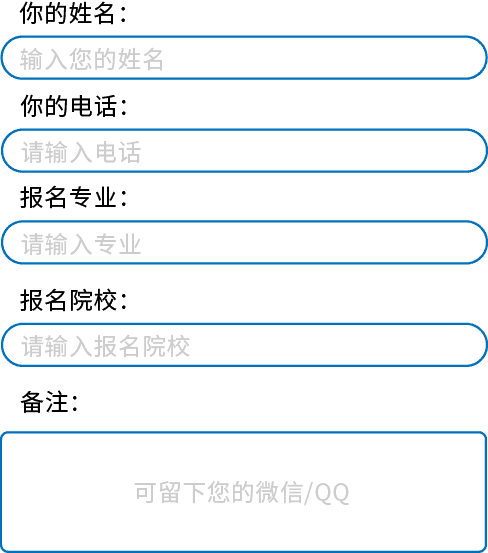 你的姓名：
输入您的姓名
你的电话：
请输入电话
报名专业：
请输入专业
报名院校：
请输入报名院校
备注：
可留下您的微信/QQ